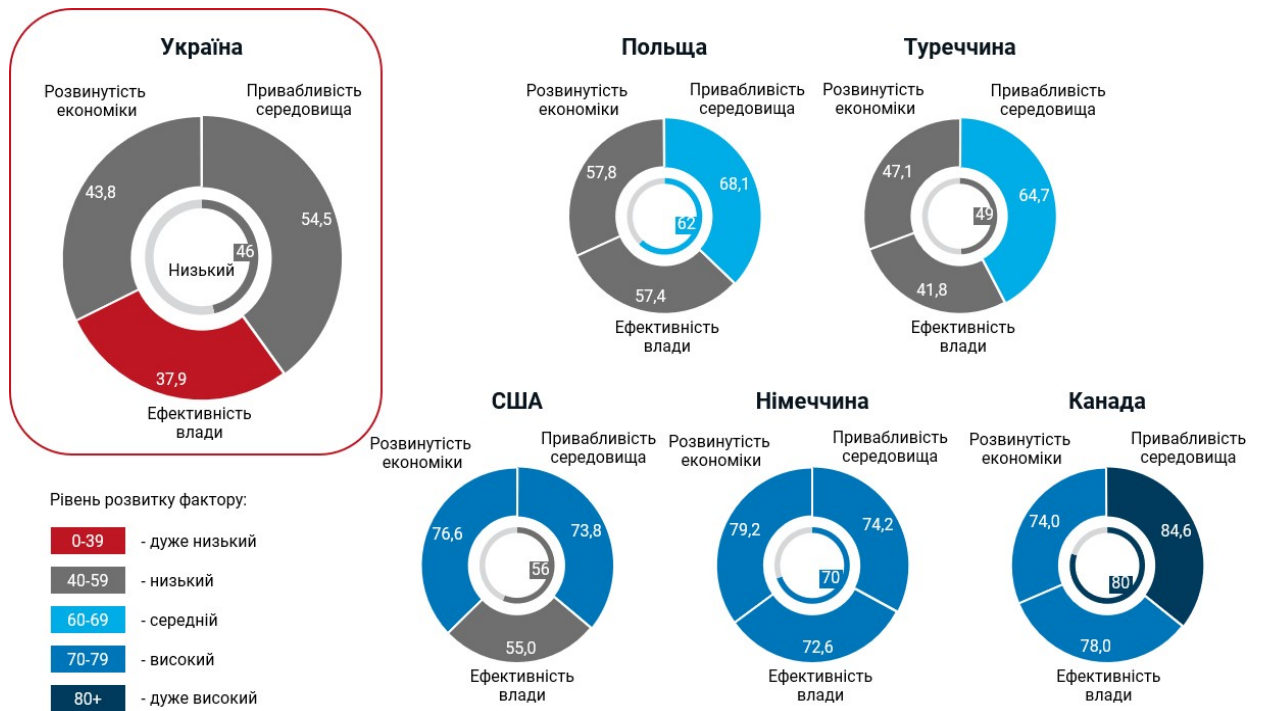 Україна
Розвинутість
економіки
Привабливість
середовища
43,8
54,5
46
Низький
37,9
Ефективність
влади
Польща
Розвинутість
економіки
Привабливість
середовища
57,8
68,1
62
57,4
Ефективність
влади
Туреччина
Розвинутість
економіки
Привабливість
середовища
47,1
64,7
49
41,8
Ефективність
влади
США
Розвинутість
економіки
Привабливість
середовища
76,6
73,8
56
55,0
Ефективність
влади
Німеччина
Розвинутість
економіки
Привабливість
середовища
79,2
74,2
70
72,6
Ефективність
влади
Канада
Розвинутість
економіки
Привабливість
середовища
74,0
84,6
80
78,0
Ефективність
влади
Рівень розвитку фактору:
0-39 - дуже низький
40-59 - низький
60-69 - середній
70-79 - високий
80+ - дуже високий